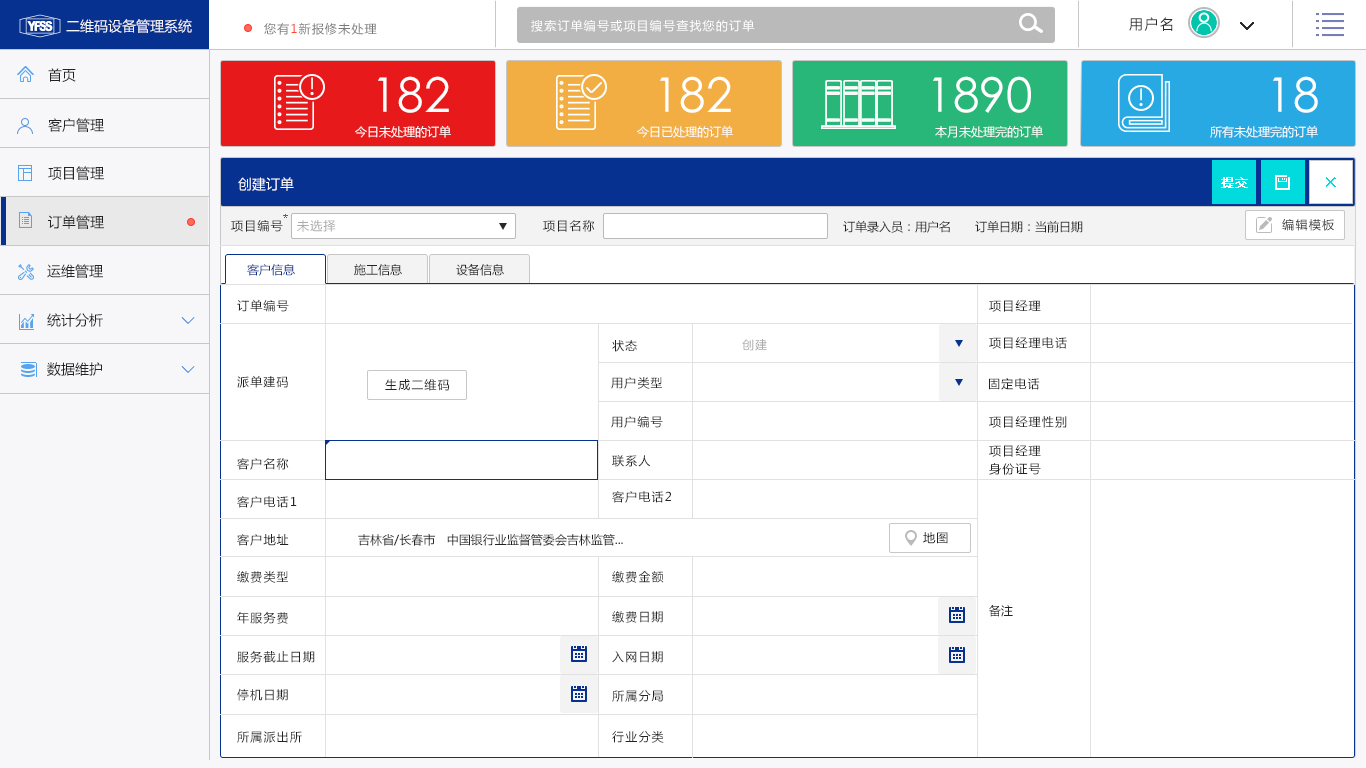 YFSS 二维码设备管理系统
您有1新报修未处理
搜索订单编号或项目编号查找您的订单
用户名
首页
客户管理
项目管理
订单管理
运维管理
统计分析
数据维护
182
今日未处理的订单
182
今日已处理的订单
1890
本月未处理完的订单
18
所有未处理完的订单
创建订单
提交
项目编号* 未选择
项目名称
订单录入员：用户名
订单日期：当前日期
编辑模板
客户信息
施工信息
设备信息
订单编号
项目经理
派单建码
生成二维码
状态
创建
项目经理电话
用户类型
固定电话
用户编号
项目经理性别
客户名称
联系人
项目经理
身份证号
客户电话1
客户电话2
客户地址
吉林省/长春市 中国银行业监督管委会吉林监管...
地图
缴费类型
缴费金额
年服务费
缴费日期
备注
服务截止日期
入网日期
停机日期
所属分局
所属派出所
行业分类